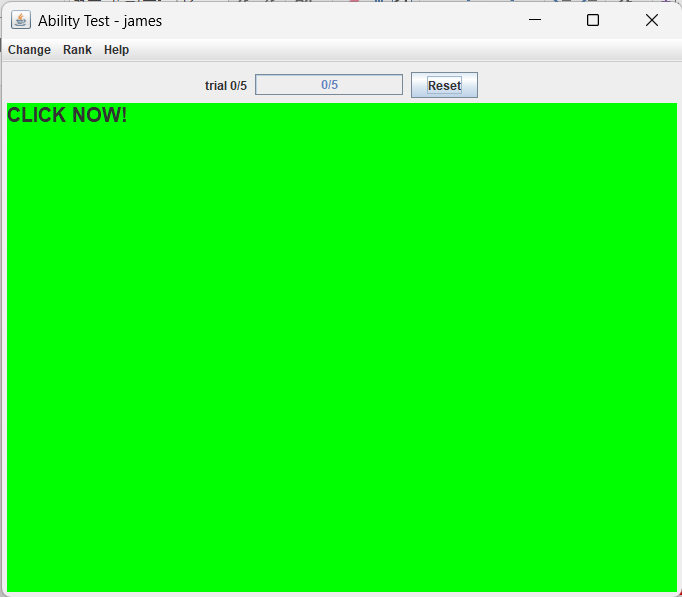 Ability Test - james
Change Rank Help
trial 0/5 0/5 Reset
CLICK NOW!